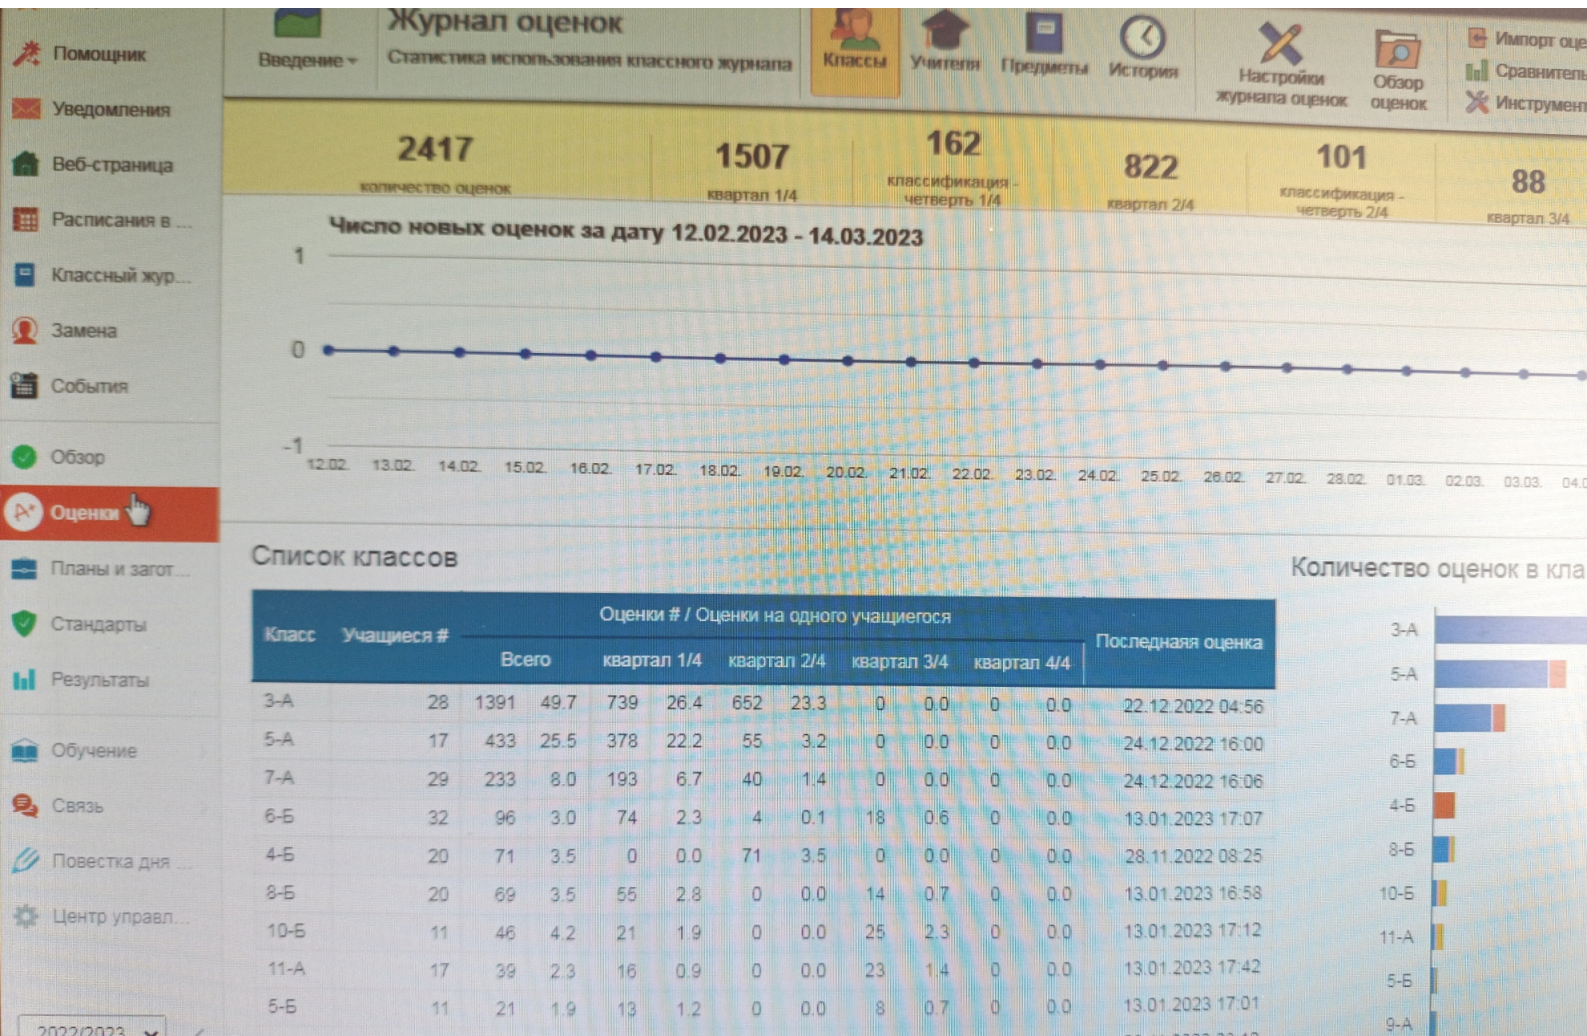 Помощник
Уведомления
Веб-страница
Расписания в ...
Классный жур...
Замена
События
Обзор
Оценки
Планы и загот...
Стандарты
Результаты
Обучение
Связь
Повестка дня ...
Центр управл...
2022/2023
Введение
Журнал оценок
Статистика использования классного журнала
Классы
Учителя
Предметы
История
Настройки
журнала оценок
Обзор
оценок
Импорт оце
Сравнитель
Инструмент
2417
количество оценок
1507
квартал 1/4
162
классификация -
четверть 1/4
822
квартал 2/4
101
классификация -
четверть 2/4
88
квартал 3/4
Число новых оценок за дату 12.02.2023 - 14.03.2023
1
0
-1
12.02. 13.02. 14.02. 15.02. 16.02. 17.02. 18.02. 19.02. 20.02. 21.02. 22.02. 23.02. 24.02. 25.02. 26.02. 27.02. 28.02. 01.03. 02.03. 03.03. 04.0
Список классов
Класс Учащиеся # Оценки # / Оценки на одного учащиегося Последнаяя оценка
Всего квартал 1/4 квартал 2/4 квартал 3/4 квартал 4/4
3-А 28 1391 49.7 739 26.4 652 23.3 0 0.0 0 0.0 22.12.2022 04:56
5-А 17 433 25.5 378 22.2 55 3.2 0 0.0 0 0.0 24.12.2022 16:00
7-А 29 233 8.0 193 6.7 40 1.4 0 0.0 0 0.0 24.12.2022 16:06
6-Б 32 96 3.0 74 2.3 4 0.1 18 0.6 0 0.0 13.01.2023 17:07
4-Б 20 71 3.5 0 0.0 71 3.5 0 0.0 0 0.0 28.11.2022 08:25
8-Б 20 69 3.5 55 2.8 0 0.0 14 0.7 0 0.0 13.01.2023 16:58
10-Б 11 46 4.2 21 1.9 0 0.0 25 2.3 0 0.0 13.01.2023 17:12
11-А 17 39 2.3 16 0.9 0 0.0 23 1.4 0 0.0 13.01.2023 17:42
5-Б 11 21 1.9 13 1.2 0 0.0 8 0.7 0 0.0 13.01.2023 17:01
Количество оценок в кла
3-А
5-А
7-А
6-Б
4-Б
8-Б
10-Б
11-А
5-Б
9-А